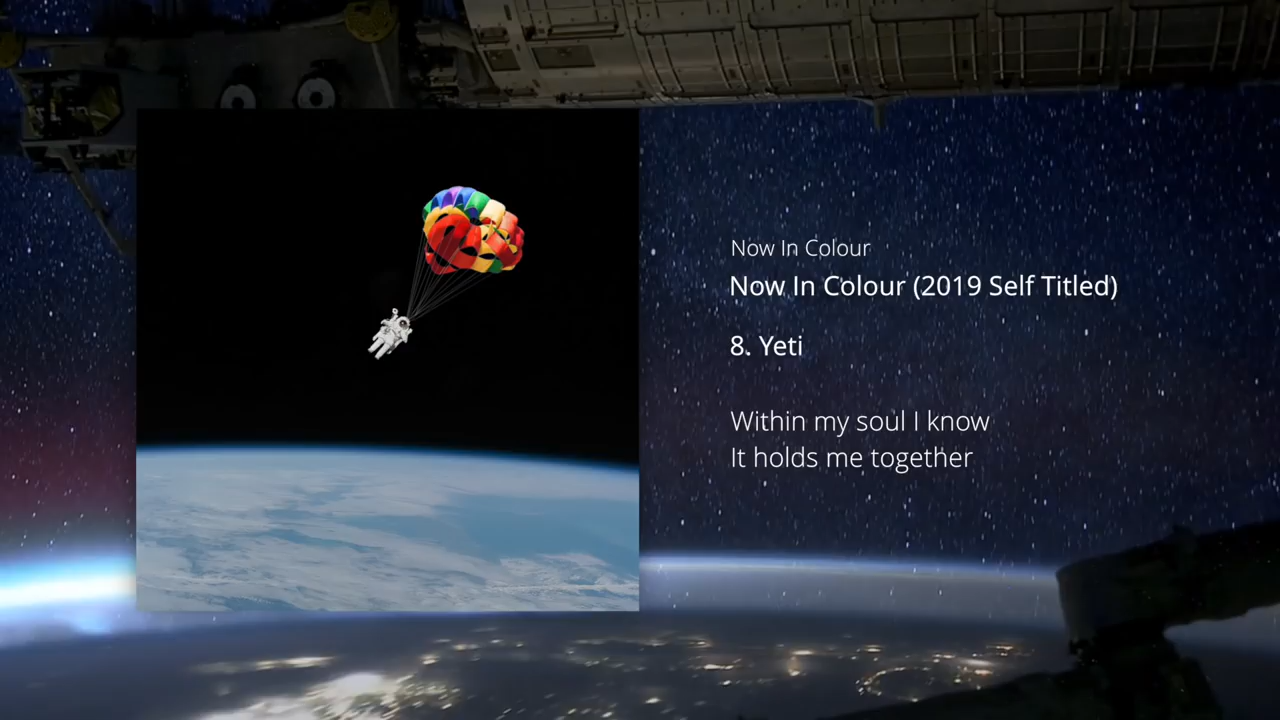 Now In Colour
Now In Colour (2019 Self Titled)
8. Yeti
Within my soul I know
It holds me together